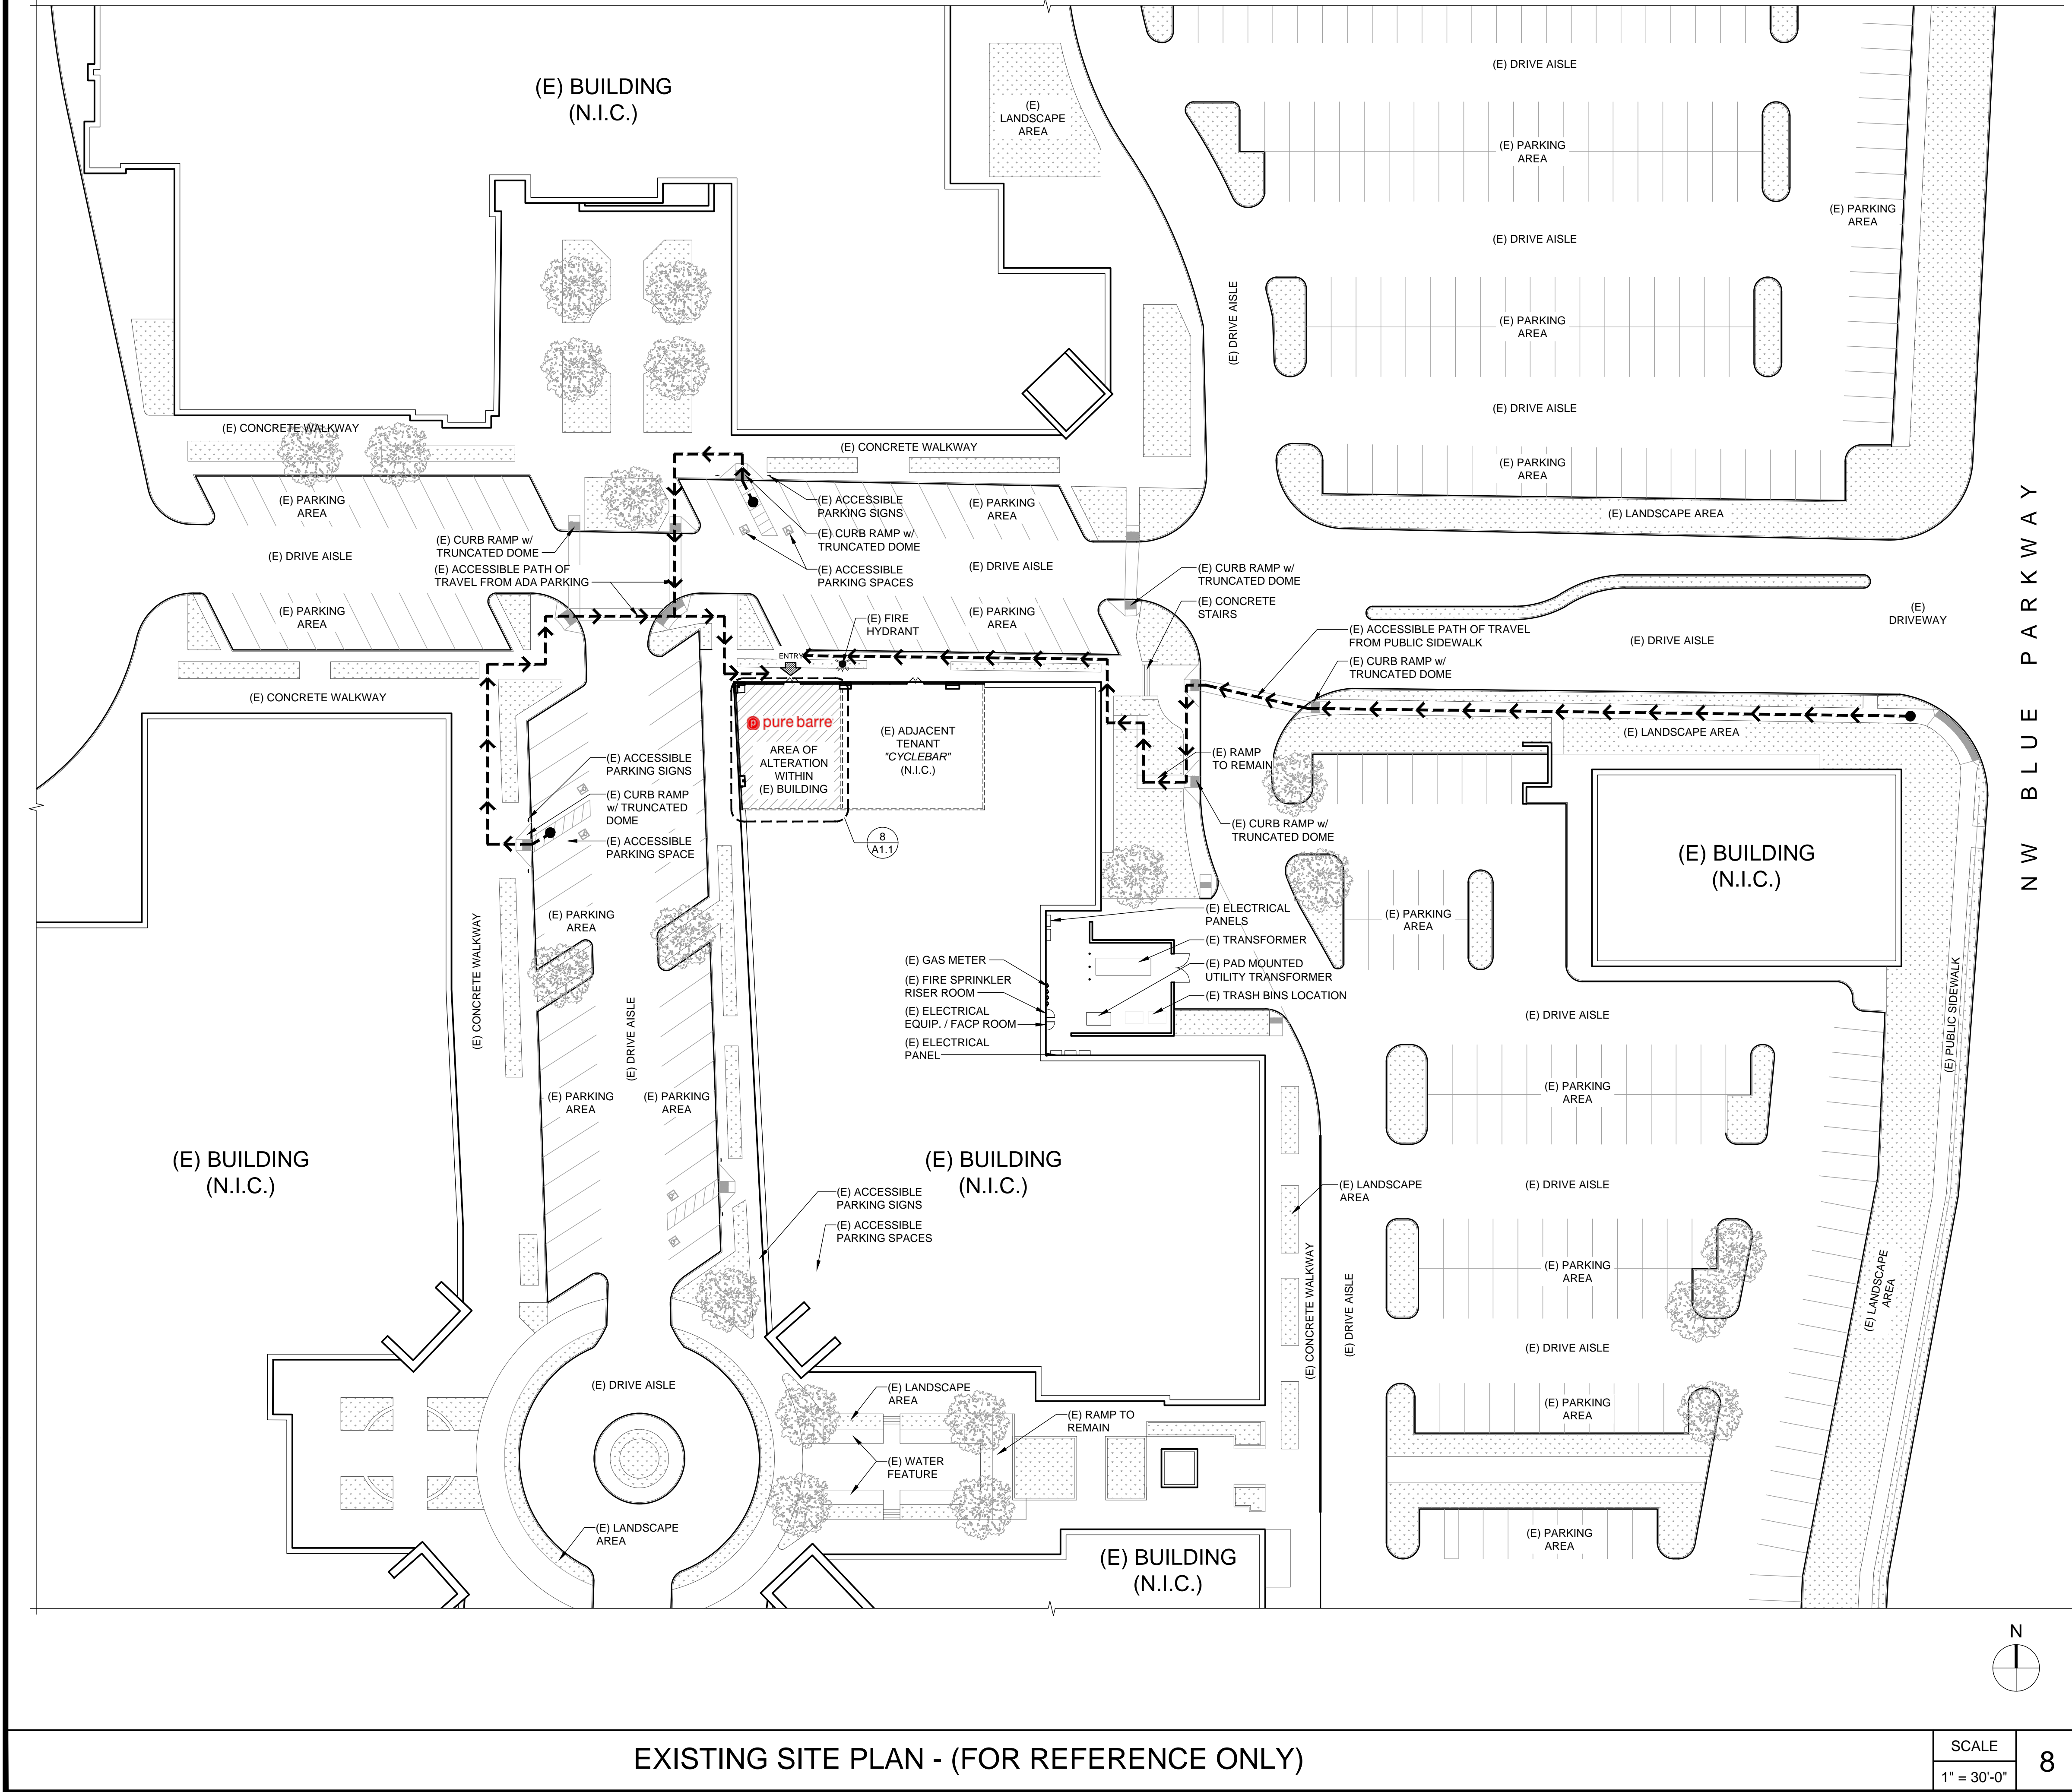 (E) BUILDING
(N.I.C.)
(E)
LANDSCAPE
AREA
(E) DRIVE AISLE
(E) PARKING
AREA
(E) PARKING
AREA
(E) DRIVE AISLE
(E) DRIVE AISLE
(E) PARKING
AREA
(E) DRIVE AISLE
(E) PARKING
AREA
(E) LANDSCAPE AREA
(E) CONCRETE WALKWAY
(E) CONCRETE WALKWAY
(E) PARKING
AREA
(E) DRIVE AISLE
(E) PARKING
AREA
(E) CONCRETE WALKWAY
(E) CURB RAMP w/
TRUNCATED DOME
(E) ACCESSIBLE PATH OF
TRAVEL FROM ADA PARKING
(E) ACCESSIBLE
PARKING SIGNS
(E) CURB RAMP w/
TRUNCATED DOME
(E) ACCESSIBLE
PARKING SPACES
(E) PARKING
AREA
(E) DRIVE AISLE
(E) PARKING
AREA
(E) FIRE
HYDRANT
ENTRY
(E) CURB RAMP w/
TRUNCATED DOME
(E) CONCRETE
STAIRS
(E) ACCESSIBLE PATH OF TRAVEL
FROM PUBLIC SIDEWALK
(E) CURB RAMP w/
TRUNCATED DOME
(E) DRIVE AISLE
(E)
DRIVEWAY
NW BLUE PARKWAY
(E) LANDSCAPE AREA
pure barre
AREA OF
ALTERATION
WITHIN
(E) BUILDING
(E) ADJACENT
TENANT
"CYCLEBAR"
(N.I.C.)
8
A1.1
(E) RAMP
TO REMAIN
(E) CURB RAMP w/
TRUNCATED DOME
(E) ACCESSIBLE
PARKING SIGNS
(E) CURB RAMP
w/ TRUNCATED
DOME
(E) ACCESSIBLE
PARKING SPACE
(E) BUILDING
(N.I.C.)
(E) PARKING
AREA
(E) PARKING
AREA
(E) CONCRETE WALKWAY
(E) DRIVE AISLE
(E) ELECTRICAL
PANELS
(E) TRANSFORMER
(E) PAD MOUNTED
UTILITY TRANSFORMER
(E) TRASH BINS LOCATION
(E) GAS METER
(E) FIRE SPRINKLER
RISER ROOM
(E) ELECTRICAL
EQUIP. / FACP ROOM
(E) ELECTRICAL
PANEL
(E) PUBLIC SIDEWALK
(E) DRIVE AISLE
(E) PARKING
AREA
(E) PARKING
AREA
(E) PARKING
AREA
(E) BUILDING
(N.I.C.)
(E) BUILDING
(N.I.C.)
(E) ACCESSIBLE
PARKING SIGNS
(E) ACCESSIBLE
PARKING SPACES
(E) LANDSCAPE
AREA
(E) DRIVE AISLE
(E) CONCRETE WALKWAY
(E) DRIVE AISLE
(E) PARKING
AREA
(E) LANDSCAPE
AREA
(E) DRIVE AISLE
(E) DRIVE AISLE
(E) LANDSCAPE
AREA
(E) RAMP TO
REMAIN
(E) WATER
FEATURE
(E) PARKING
AREA
(E) LANDSCAPE
AREA
(E) PARKING
AREA
(E) BUILDING
(N.I.C.)
N
EXISTING SITE PLAN - (FOR REFERENCE ONLY)
SCALE
1" = 30'-0"
8